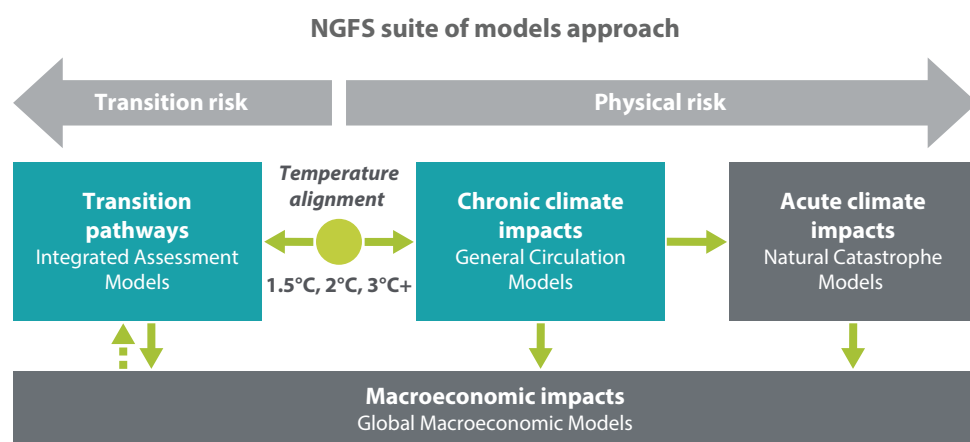 NGFS suite of models approach
Transition risk
Physical risk
Transition
pathways
Integrated Assessment
Models
Temperature
alignment
1.5°C, 2°C, 3°C+
Chronic climate
impacts
General Circulation
Models
Acute climate
impacts
Natural Catastrophe
Models
Macroeconomic impacts
Global Macroeconomic Models